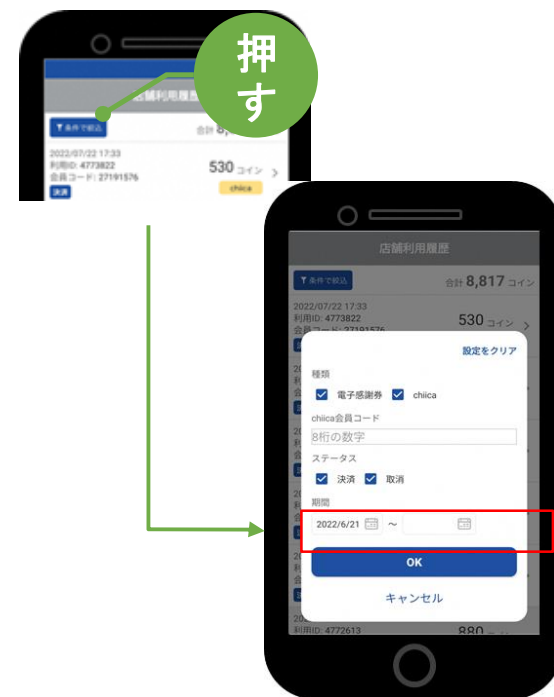 押
す
店舗利用履歴
条件で絞込
合計 8,
2022/07/22 17:33
利用ID: 4773822
530 コイン
会員コード: 27191576
決済
chiica
店舗利用履歴
条件で絞込
合計 8,817 コイン
2022/07/22 17:33
利用ID: 4773822
530 コイン
会員コード: 27191576
設定をクリア
種類
電子感謝券 chiica
chiica会員コード
8桁の数字
ステータス
決済 取消
期間
2022/6/21 ～
OK
キャンセル
利用ID: 4772613
880